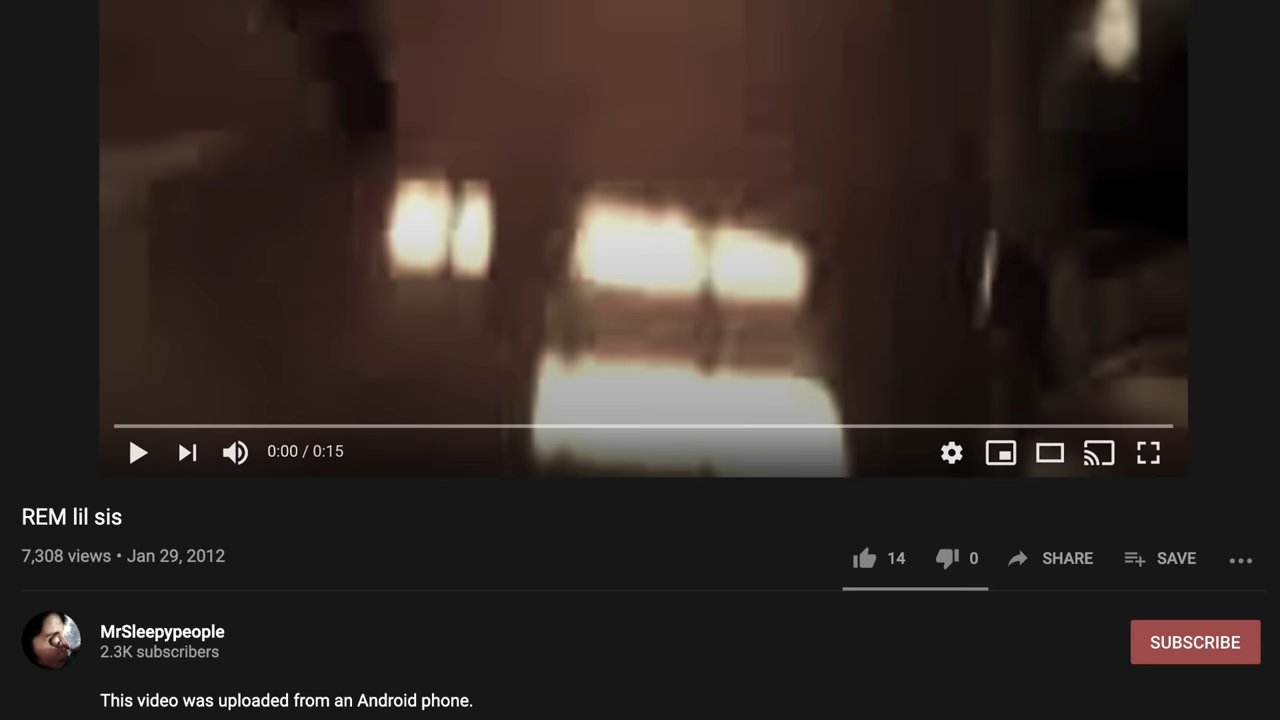 0:00 / 0:15
REM lil sis
7,308 views • Jan 29, 2012
14 0 SHARE SAVE
MrSleepypeople
2.3K subscribers
SUBSCRIBE
This video was uploaded from an Android phone.